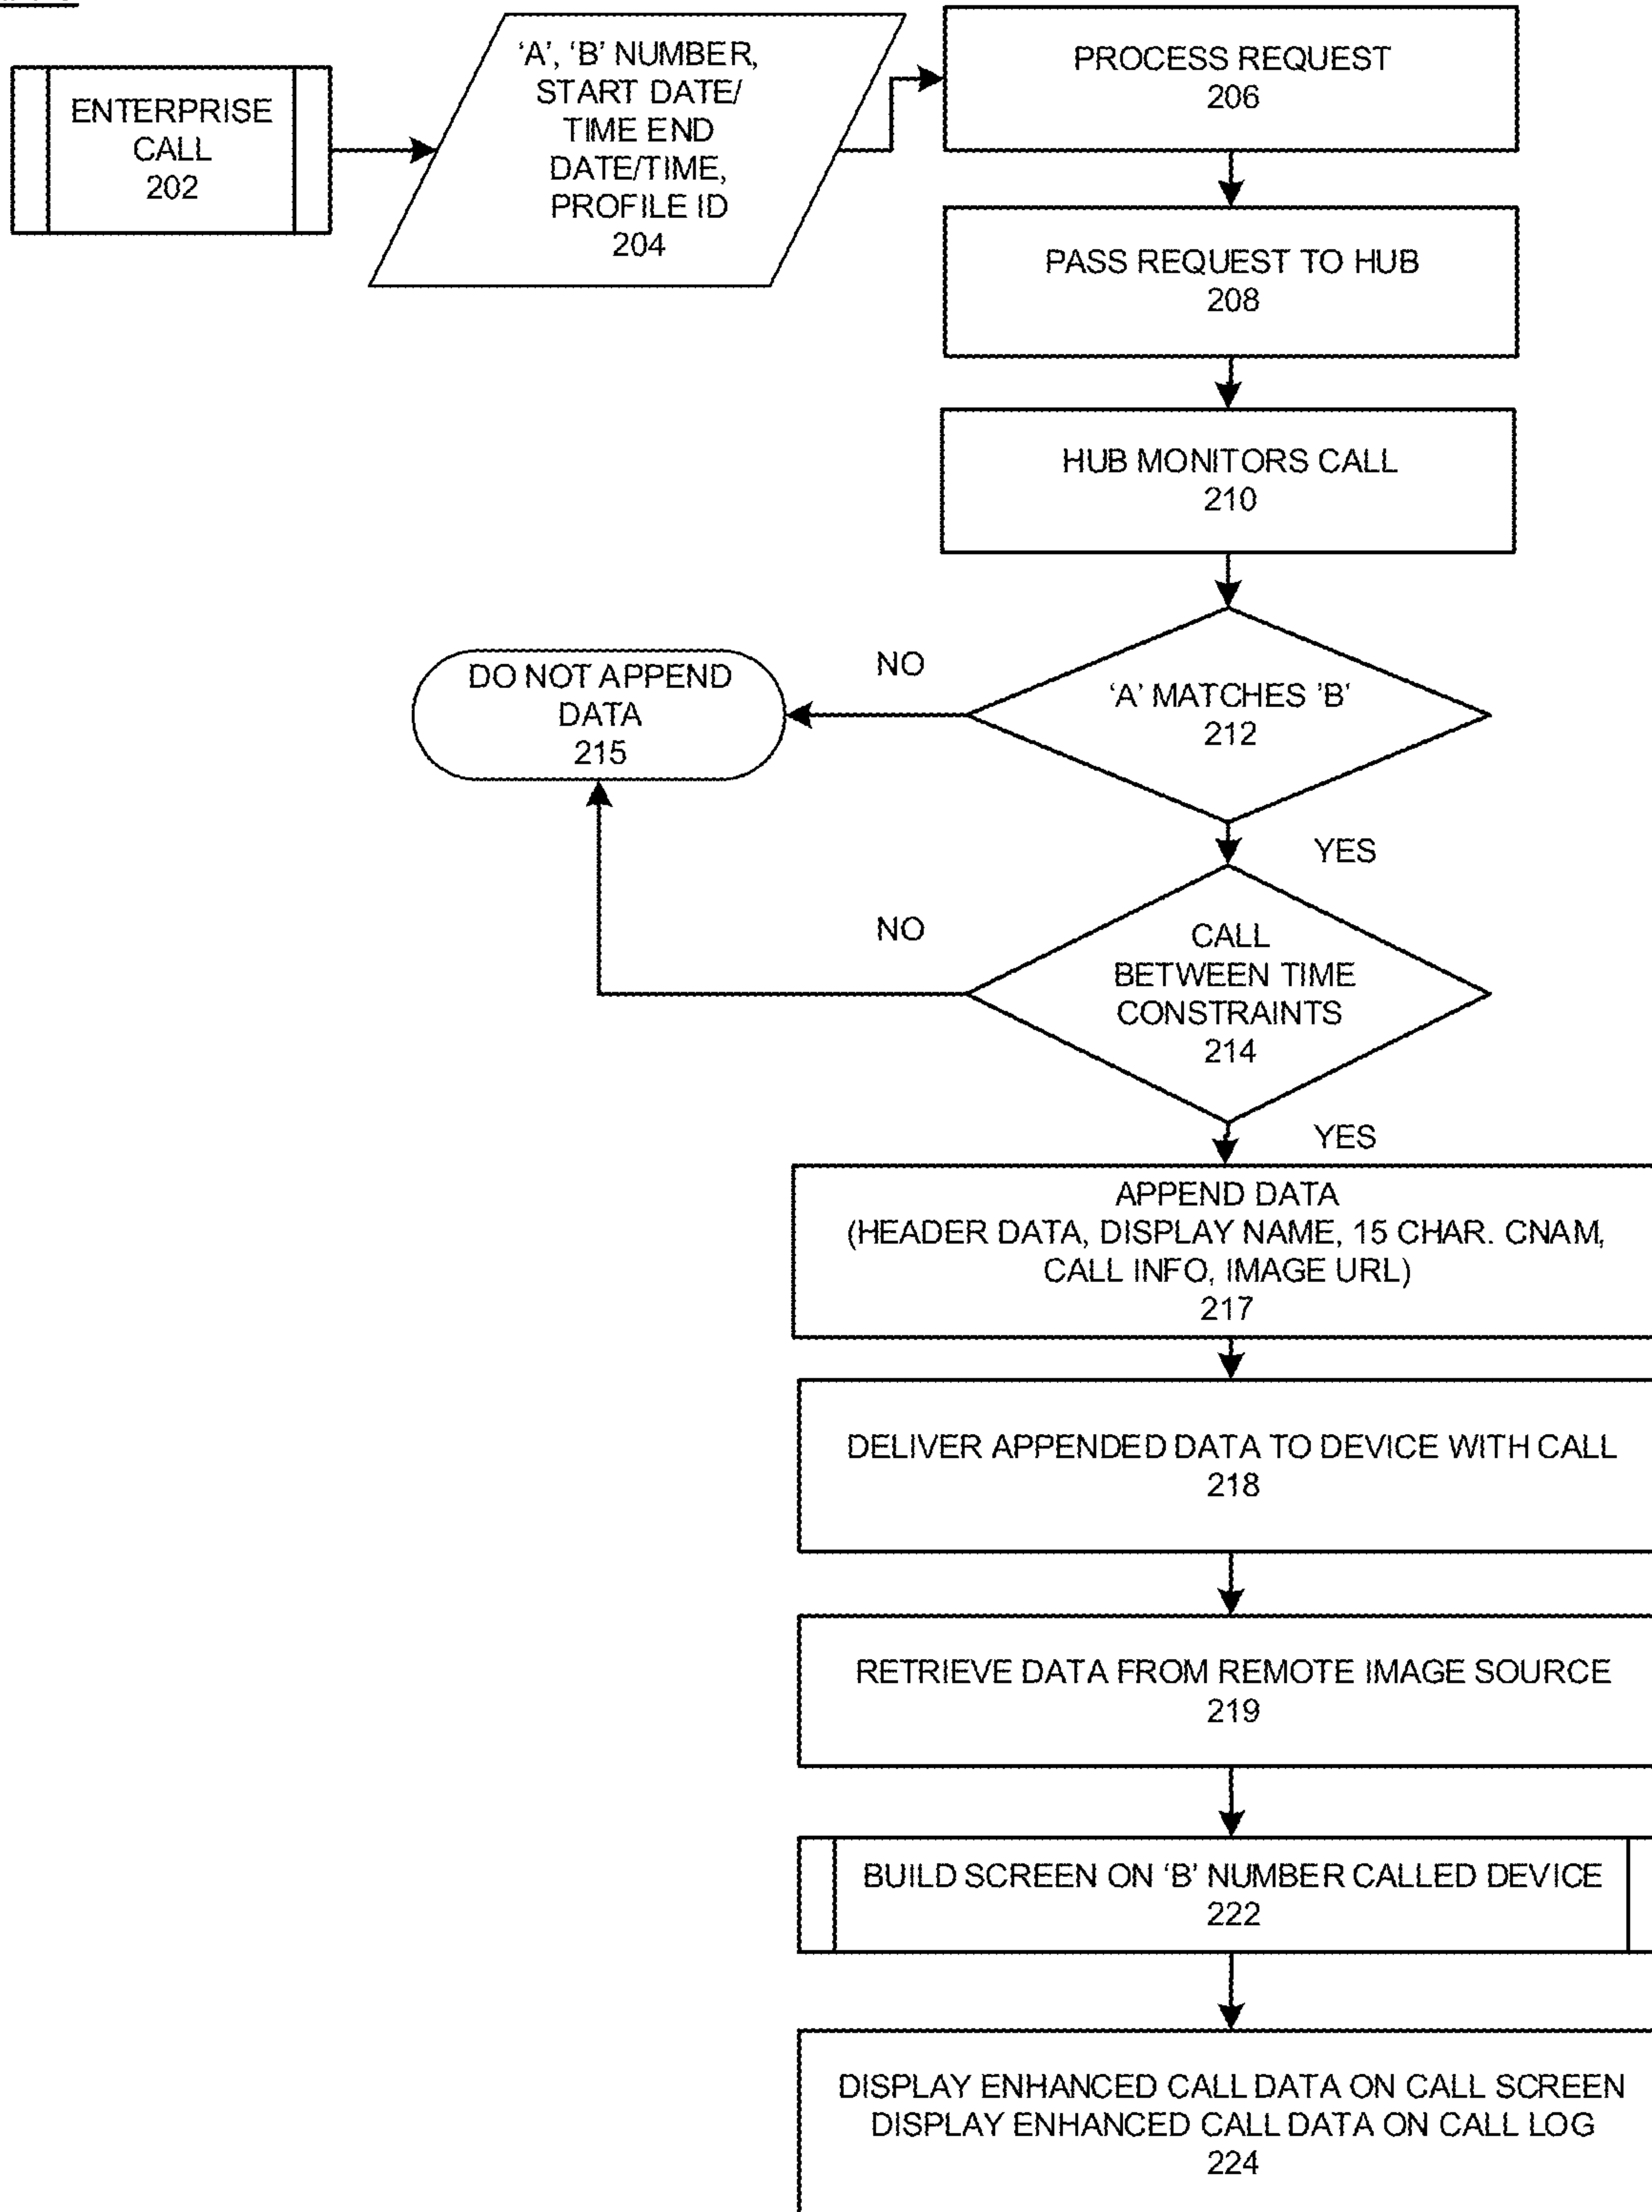 ENTERPRISE
CALL
202
‘A’, ‘B’ NUMBER,
START DATE/
TIME END
DATE/TIME,
PROFILE ID
204
PROCESS REQUEST
206
PASS REQUEST TO HUB
208
HUB MONITORS CALL
210
‘A’ MATCHES ’B’
212
NO
DO NOT APPEND
DATA
215
YES
CALL
BETWEEN TIME
CONSTRAINTS
214
NO
YES
APPEND DATA
(HEADER DATA, DISPLAY NAME, 15 CHAR. CNAM,
CALL INFO, IMAGE URL)
217
DELIVER APPENDED DATA TO DEVICE WITH CALL
218
RETRIEVE DATA FROM REMOTE IMAGE SOURCE
219
BUILD SCREEN ON ‘B’ NUMBER CALLED DEVICE
222
DISPLAY ENHANCED CALL DATA ON CALL SCREEN
DISPLAY ENHANCED CALL DATA ON CALL LOG
224